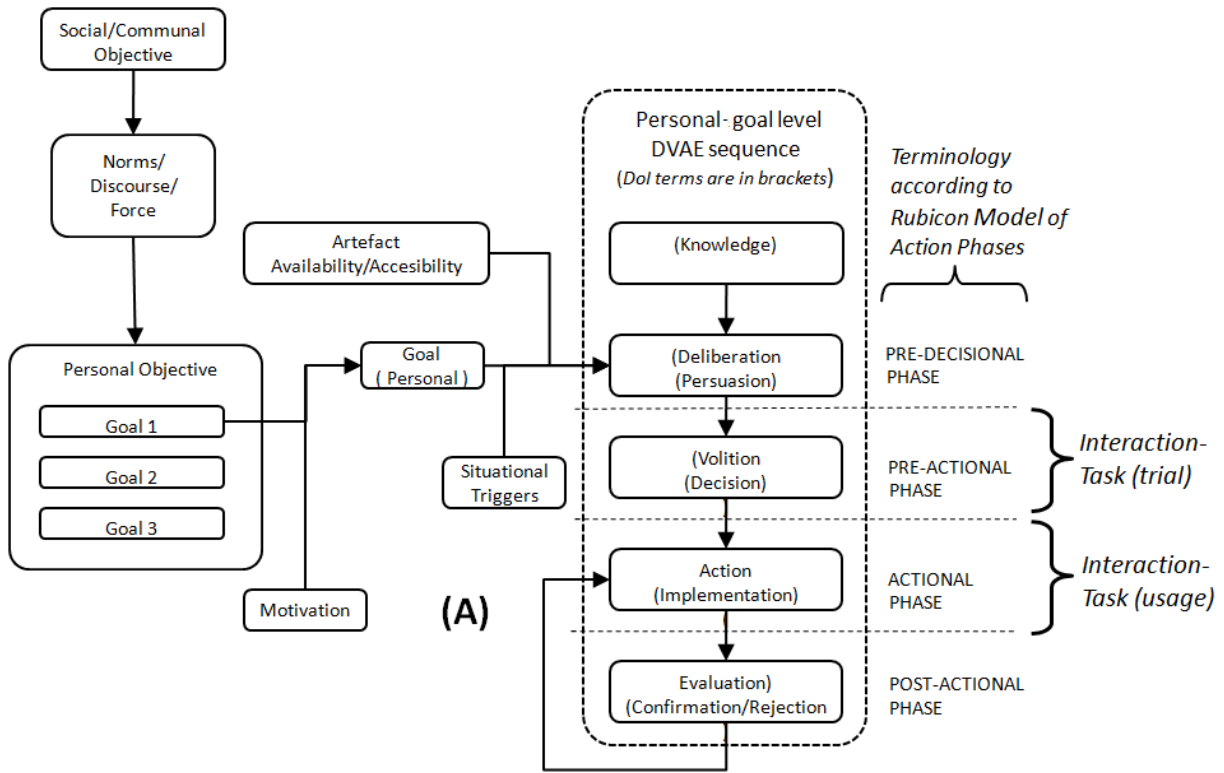 Social/Communal
Objective
Norms/
Discourse/
Force
Artefact
Availability/Accesibility
Personal Objective
Goal 1
Goal 2
Goal 3
Goal
( Personal )
Situational
Triggers
Motivation
(A)
Personal- goal level
DVAE sequence
(DoI terms are in brackets)
(Knowledge)
(Deliberation
(Persuasion)
(Volition
(Decision)
)
Action
(Implementation)
(
Evaluation)
(Confirmation/Rejection
)
Terminology
according to
Rubicon Model of
Action Phases
PRE-DECISIONAL
PHASE
PRE-ACTIONAL
PHASE
ACTIONAL
PHASE
POST-ACTIONAL
PHASE
Interaction-
Task (trial)
Interaction-
Task (usage)